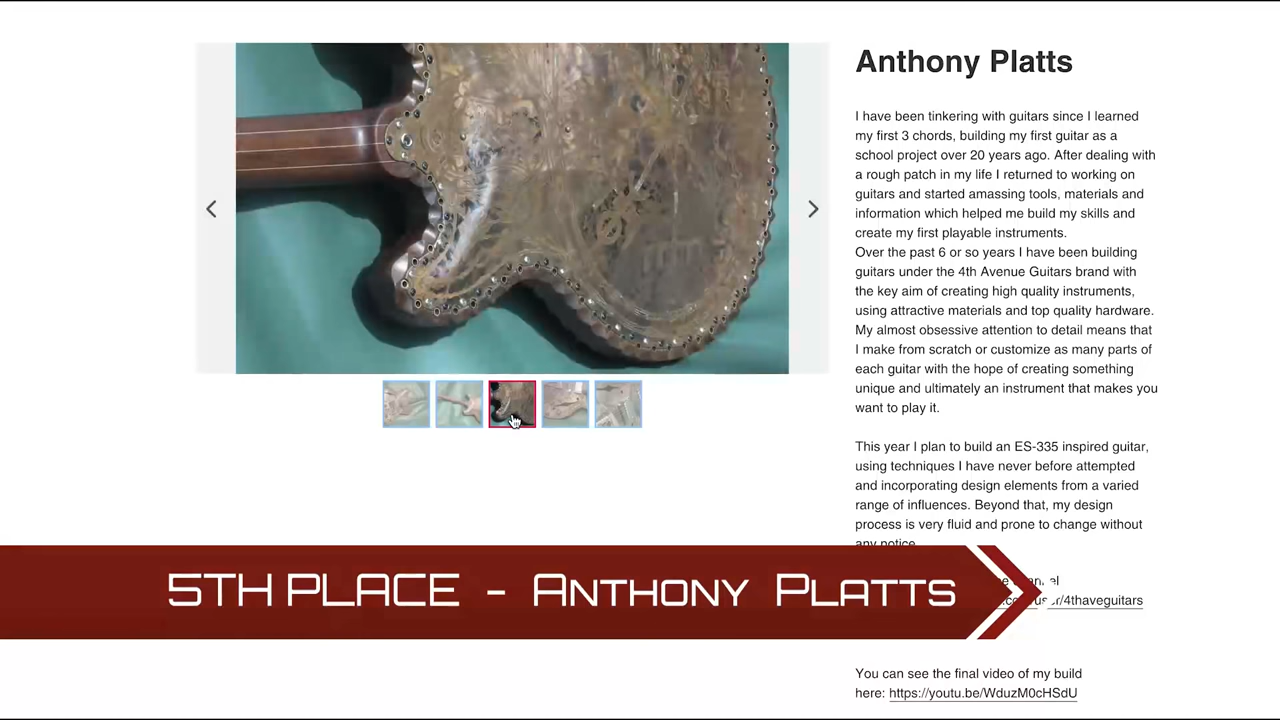 Anthony Platts
I have been tinkering with guitars since I learned
my first 3 chords, building my first guitar as a
school project over 20 years ago. After dealing with
a rough patch in my life I returned to working on
guitars and started amassing tools, materials and
information which helped me build my skills and
create my first playable instruments.
Over the past 6 or so years I have been building
guitars under the 4th Avenue Guitars brand with
the key aim of creating high quality instruments,
using attractive materials and top quality hardware.
My almost obsessive attention to detail means that
I make from scratch or customize as many parts of
each guitar with the hope of creating something
unique and ultimately an instrument that makes you
want to play it.
This year I plan to build an ES-335 inspired guitar,
using techniques I have never before attempted
and incorporating design elements from a varied
range of influences. Beyond that, my design
process is very fluid and prone to change without
any notice
/4thaveguitars
5TH PLACE - ANTHONY PLATTS
You can see the final video of my build
here: https://youtu.be/WduzM0cHSdU